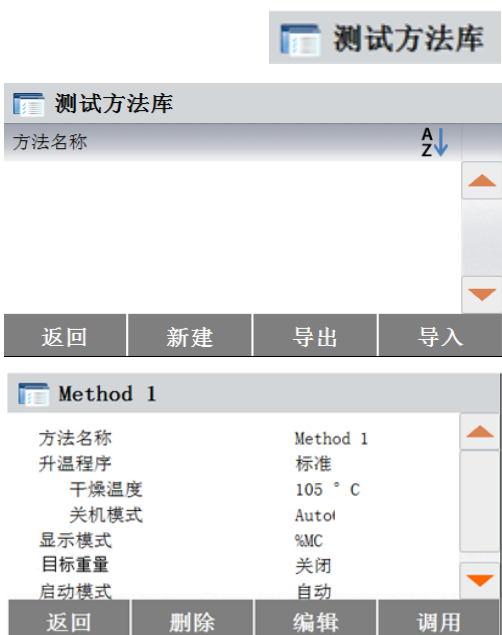 测试方法库
测试方法库
方法名称 AZ
返回 新建 导出 导入
Method 1
方法名称 Method 1
升温程序 标准
干燥温度 105 °C
关机模式 Auto
显示模式 %MC
目标重量 关闭
启动模式 自动
返回 删除 编辑 调用